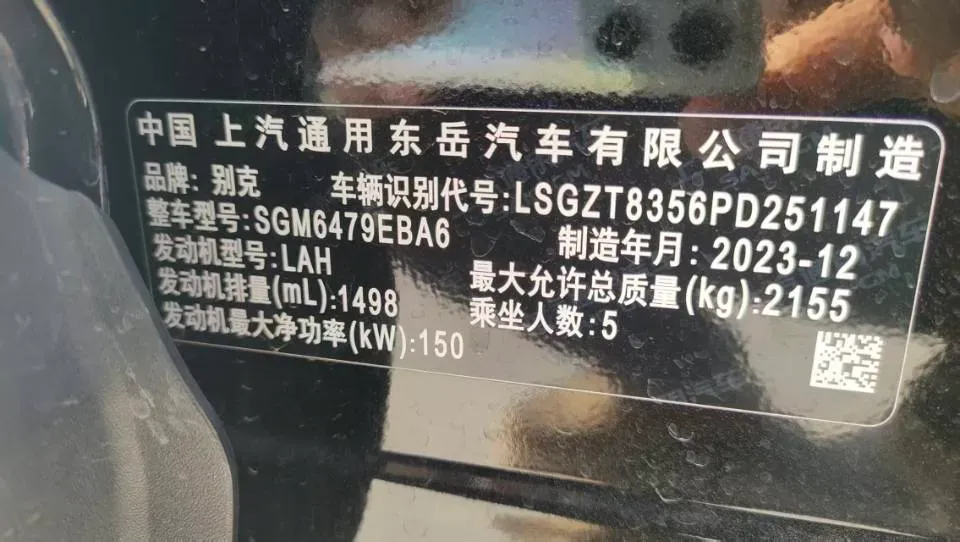 中国 上汽通用东岳汽车有限公司制造
品牌: 别克 车辆识别代号:LSGZT8356PD251147
整车型号:SGM6479EBA6 制造年月: 2023-12
发动机型号:LAH 最大允许总质量(kg):2155
发动机排量(mL):1498 乘坐人数:5
发动机最大净功率(kW):150